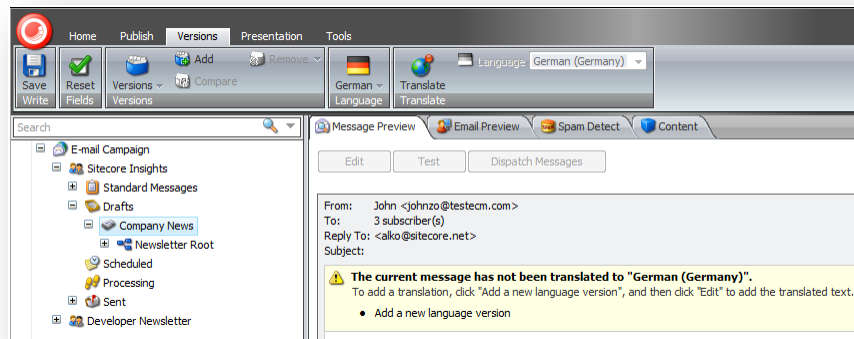 Home Publish Versions Presentation Tools
Save
Write
Reset
Fields
Versions
Add
Remove
Compare
Versions
German
Language
Translate
Language German (Germany)
Translate
Search
E-mail Campaign
Sitecore Insights
Standard Messages
Drafts
Company News
Newsletter Root
Scheduled
Processing
Sent
Developer Newsletter
Message Preview Email Preview Spam Detect Content
Edit Test Dispatch Messages
From: John <johnzo@testecm.com>
To: 3 subscriber(s)
Reply To: <alko@sitecore.net>
Subject:
The current message has not been translated to "German (Germany)".
To add a translation, click "Add a new language version", and then click "Edit" to add the translated text.
Add a new language version